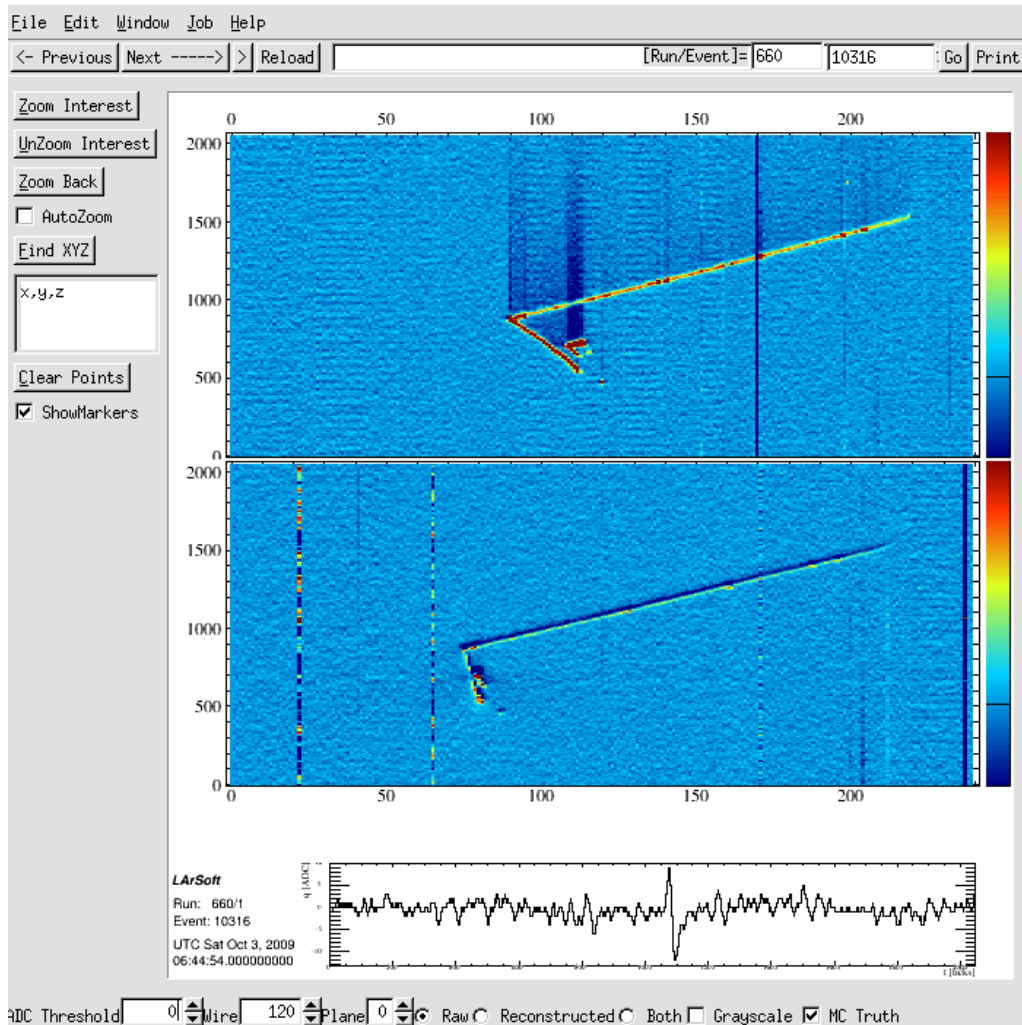 File Edit Window Job Help
<- Previous Next -----> > Reload [Run/Event]= 660 10316 Go Print
Zoom Interest
UnZoom Interest
Zoom Back
AutoZoom
Find XYZ
x,y,z
Clear Points
ShowMarkers
0 50 100 150 200
2000
1500
1000
500
0
2000
1500
1000
500
0
0 50 100 150 200
q [ADC]
LArSoft
Run: 660/1
Event: 10316
UTC Sat Oct 3, 2009
06:44:54.000000000
t [ticks]
ADC Threshold 0 Wire 120 Plane 0 Raw Reconstructed Both Grayscale MC Truth